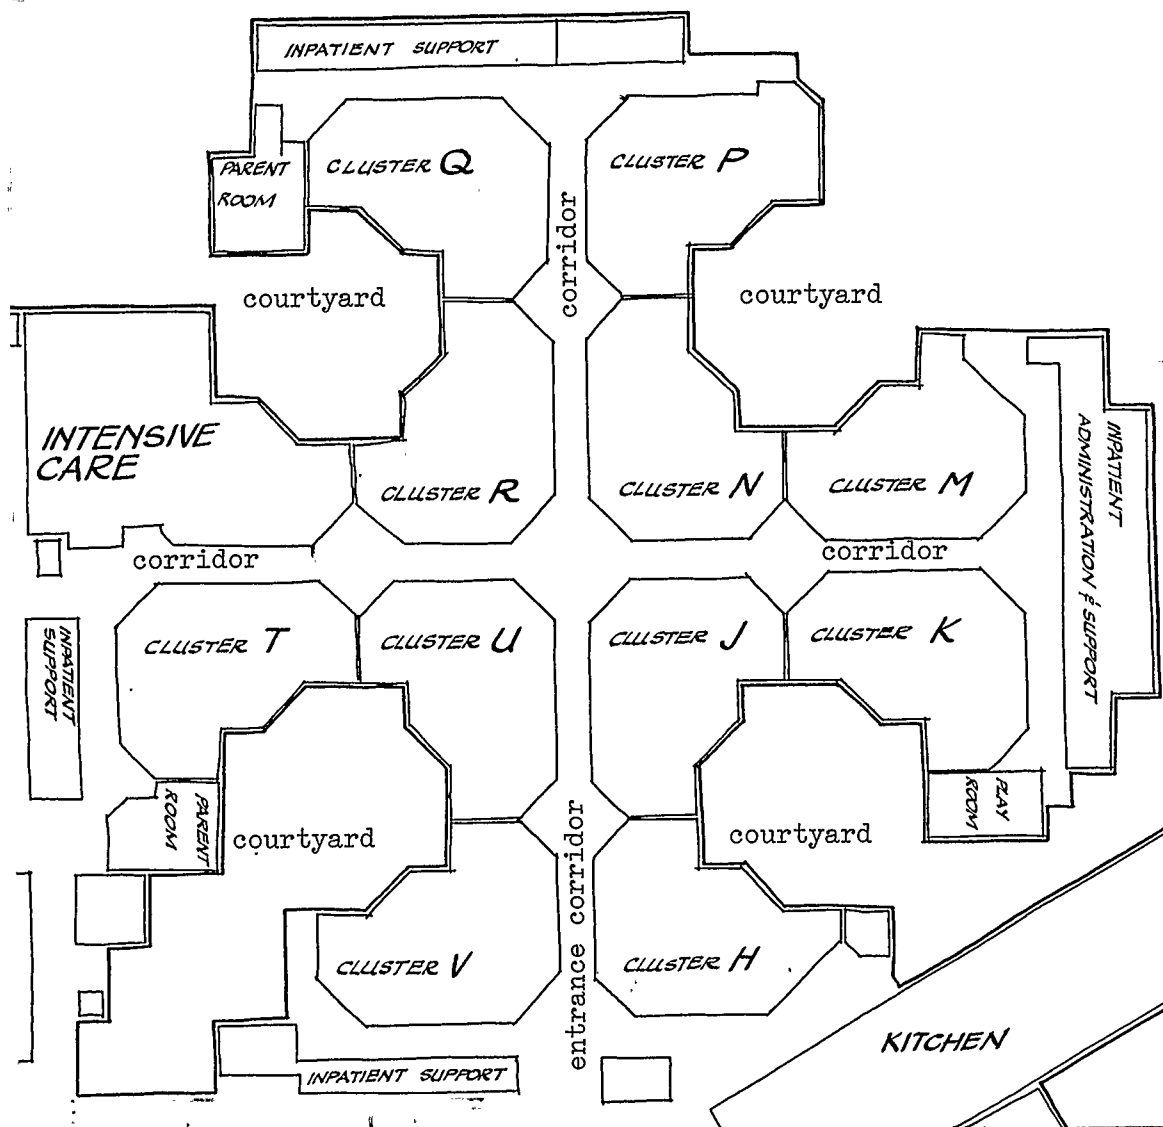 INPATIENT SUPPORT
PARENT
ROOM
CLUSTER Q
CLUSTER P
corridor
courtyard
courtyard
INTENSIVE
CARE
CLUSTER R
CLUSTER N
CLUSTER M
INPATIENT
ADMINISTRATION & SUPPORT
corridor
corridor
CLUSTER T
CLUSTER U
CLUSTER J
CLUSTER K
INPATIENT
SUPPORT
PARENT
ROOM
courtyard
courtyard
PLAY
ROOM
entrance corridor
CLUSTER V
CLUSTER H
KITCHEN
INPATIENT SUPPORT